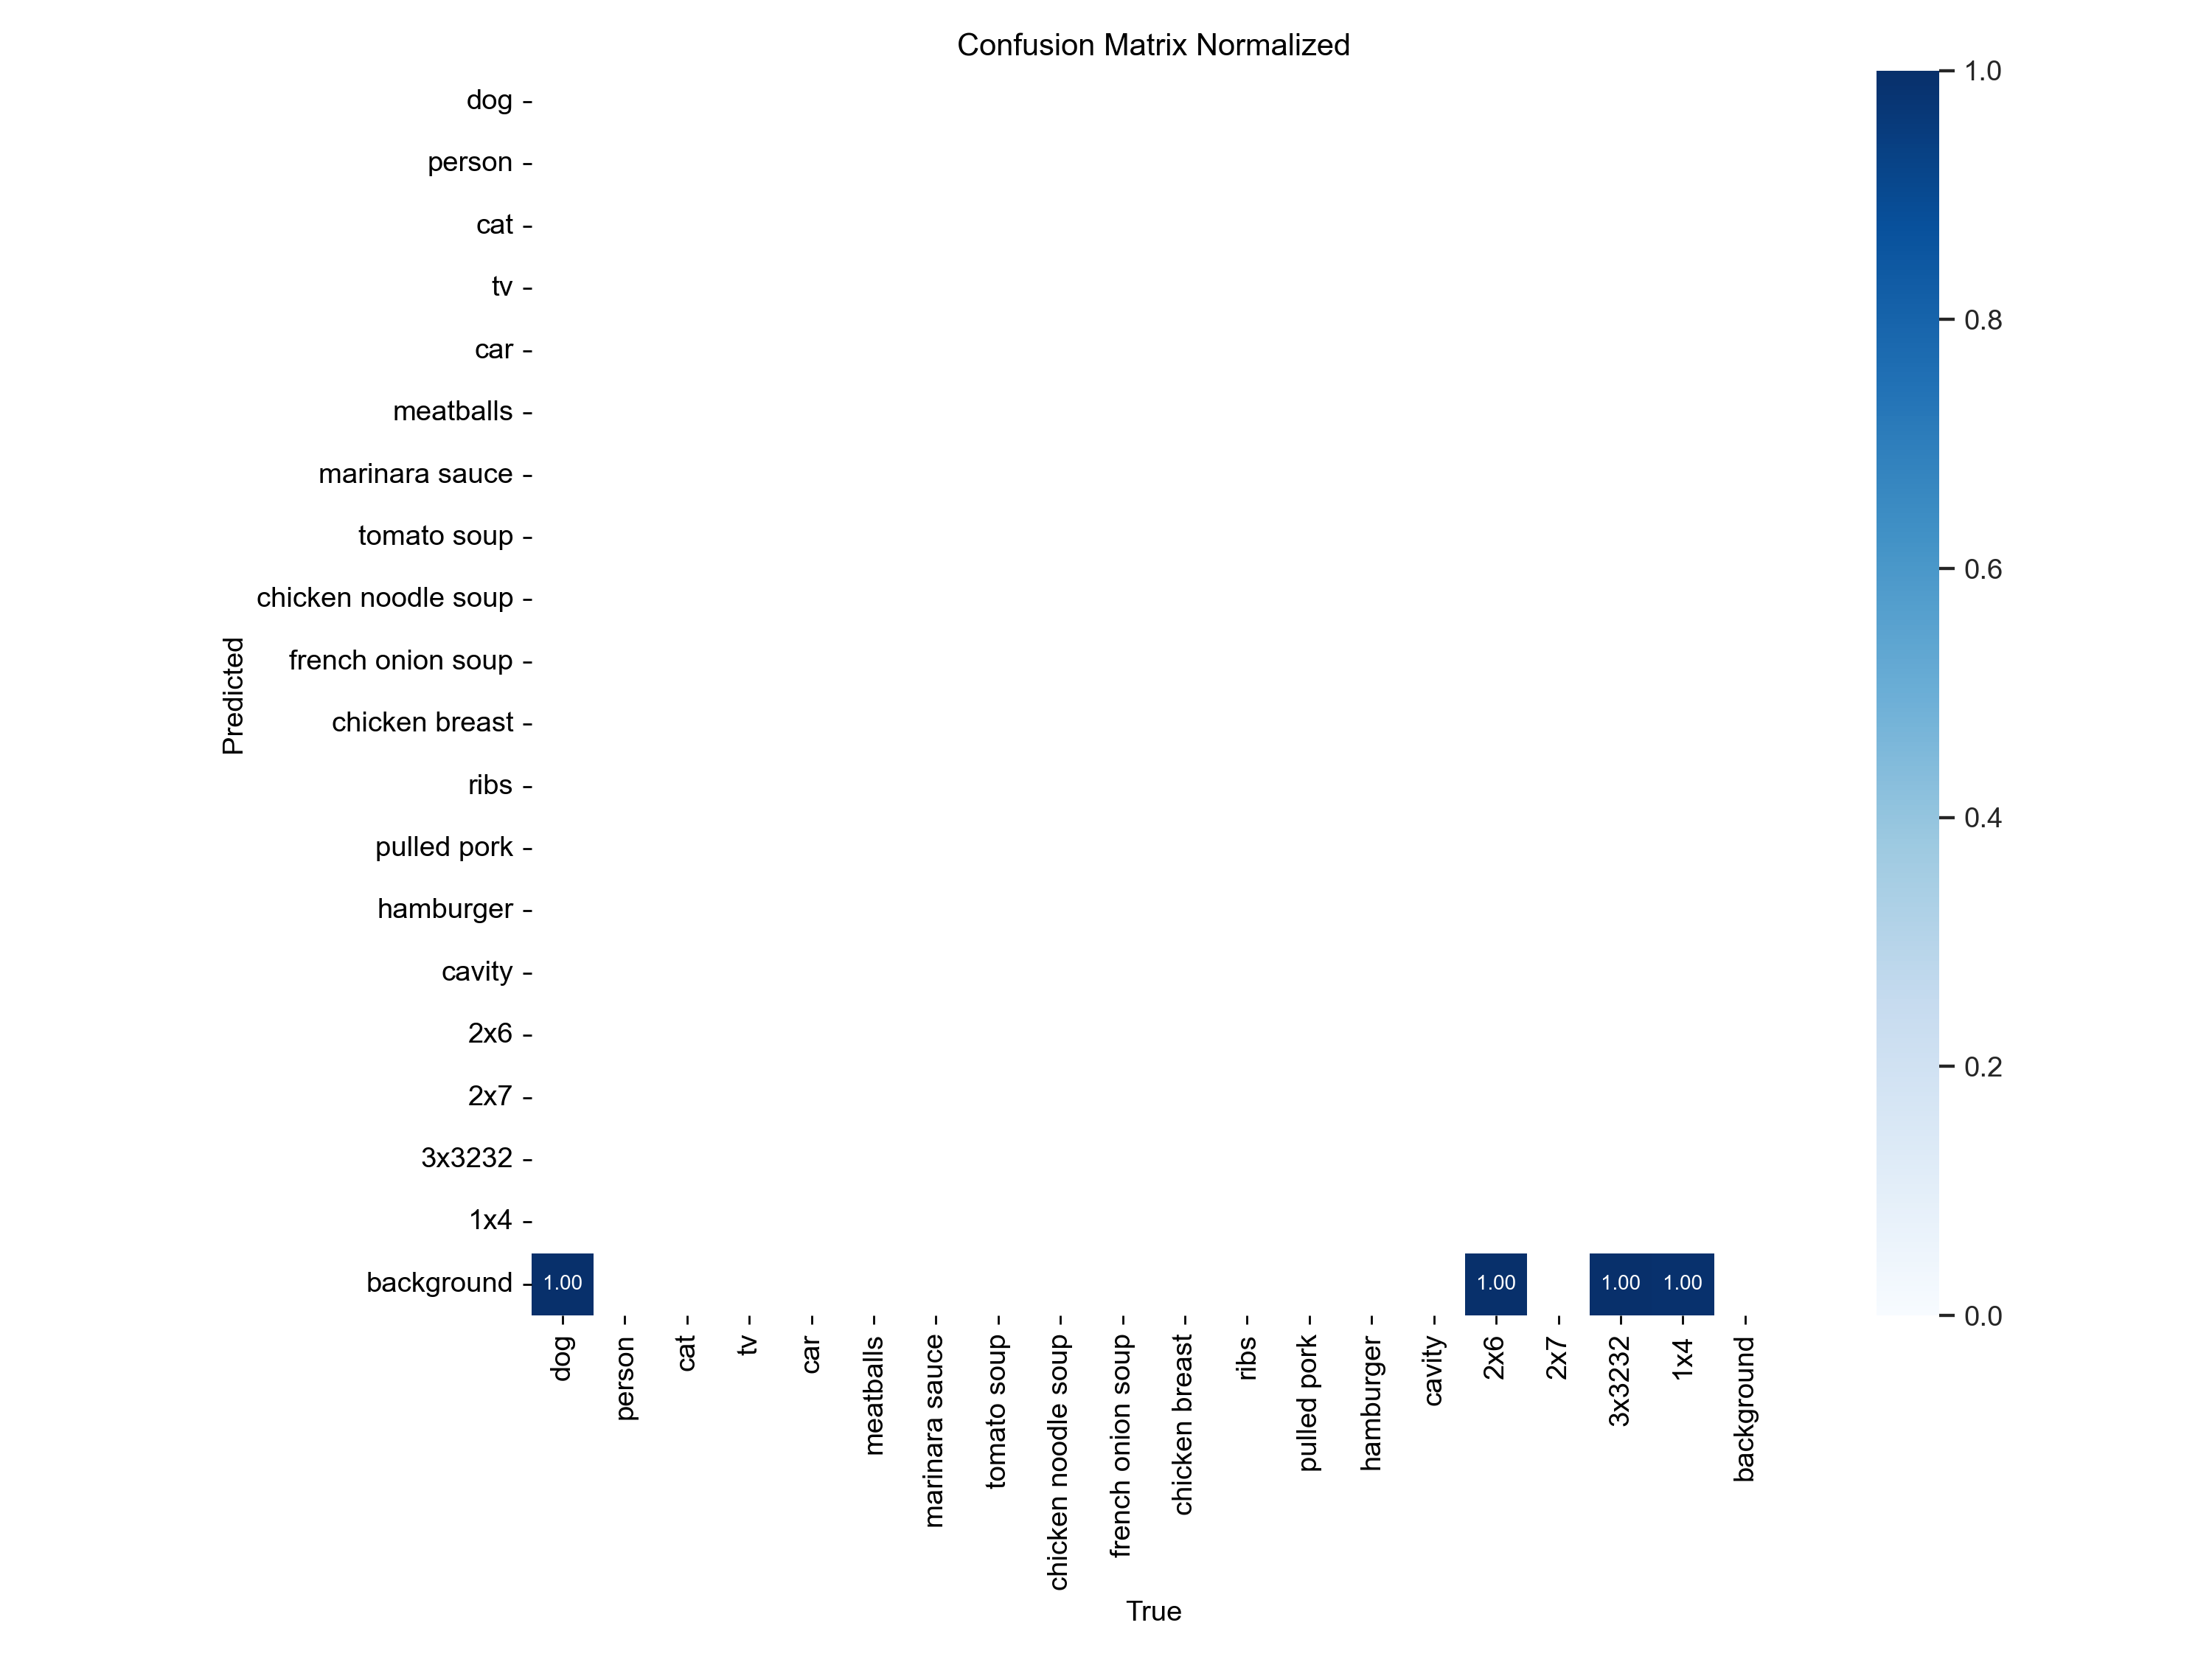 Confusion Matrix Normalized
dog
person
cat
tv
car
meatballs
marinara sauce
tomato soup
chicken noodle soup
french onion soup
chicken breast
ribs
pulled pork
hamburger
cavity
2x6
2x7
3x3232
1x4
background
Predicted
1.00 1.00 1.00 1.00
dog
person
cat
tv
car
meatballs
marinara sauce
tomato soup
chicken noodle soup
french onion soup
chicken breast
ribs
pulled pork
hamburger
cavity
2x6
2x7
3x3232
1x4
background
True
1.0
0.8
0.6
0.4
0.2
0.0